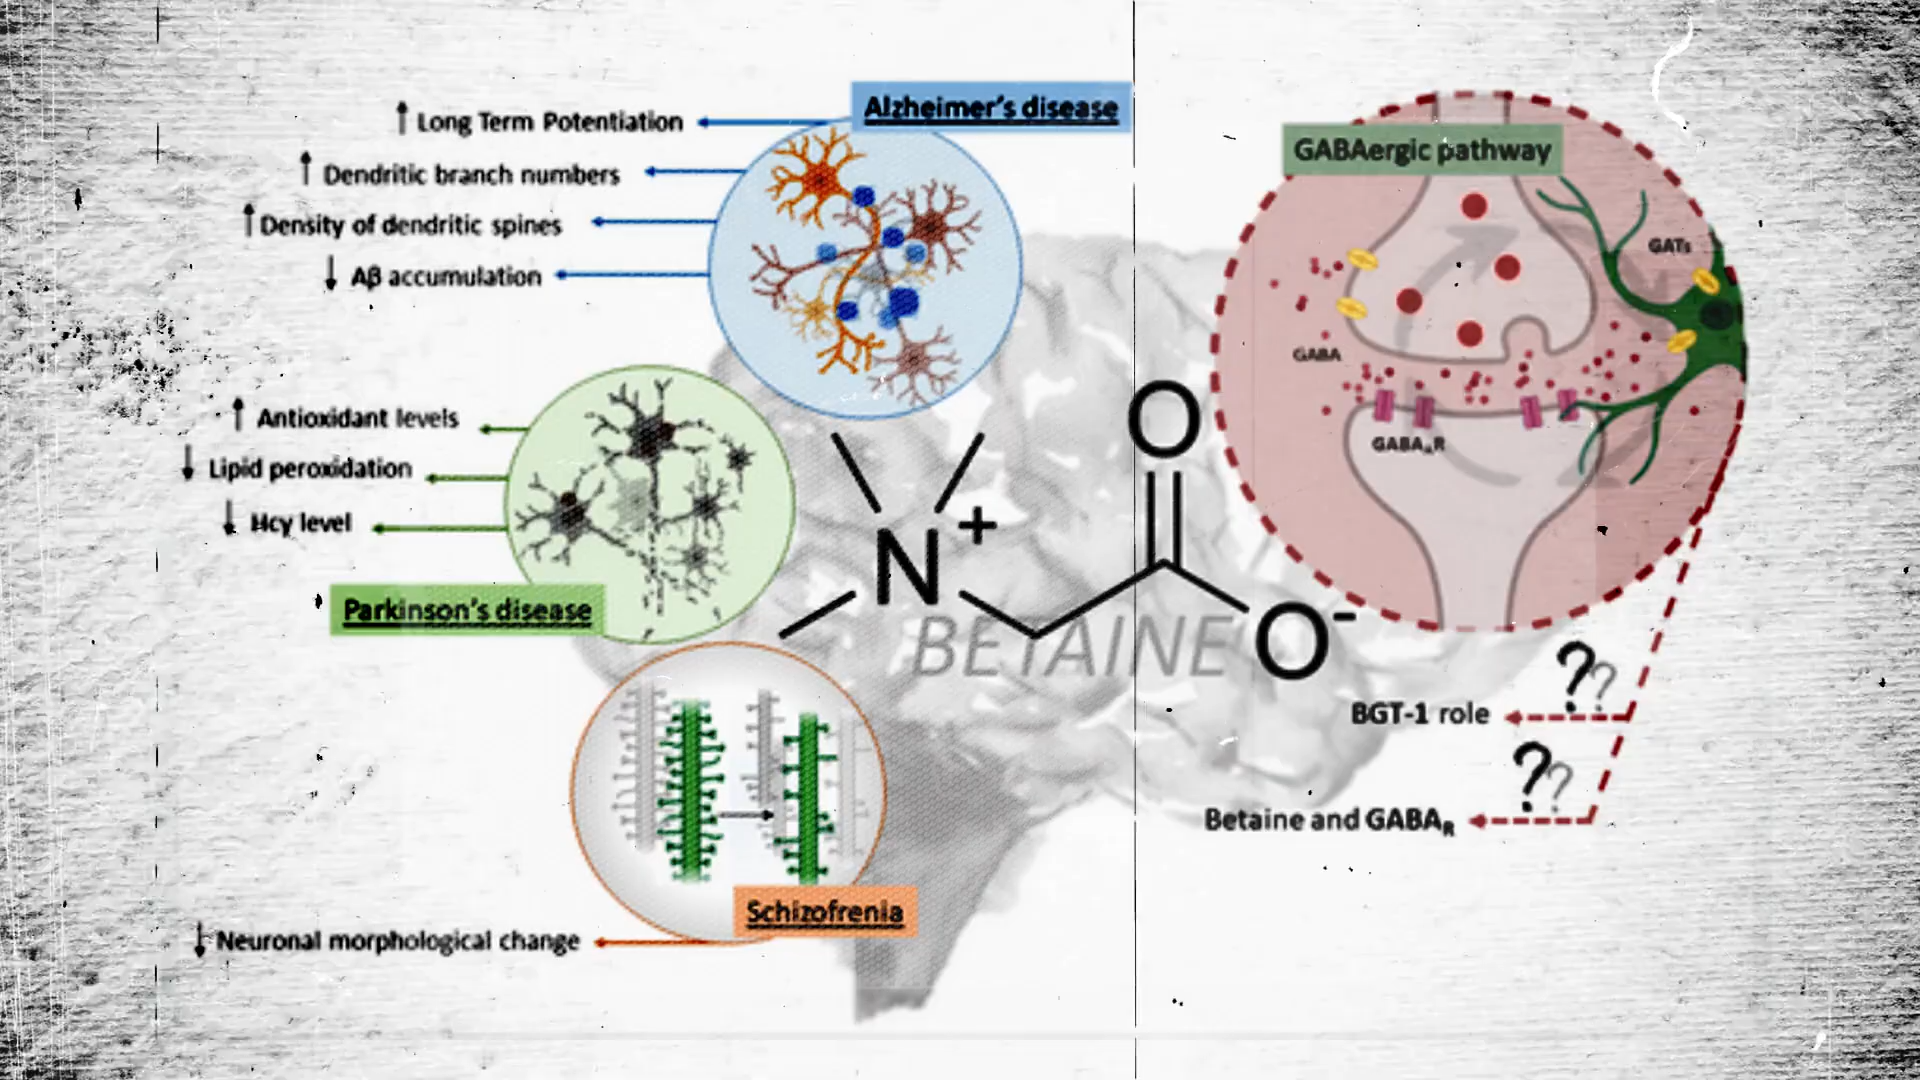 Alzheimer's disease
↑ Long Term Potentiation
↑ Dendritic branch numbers
↑ Density of dendritic spines
↓ Aβ accumulation
↑ Antioxidant levels
↓ Lipid peroxidation
↓ Hcy level
Parkinson's disease
Schizofrenia
↓ Neuronal morphological change
N+
O
O-
BETAINE
GABAergic pathway
GATs
GABA
GABAAR
??
BGT-1 role
??
Betaine and GABAR